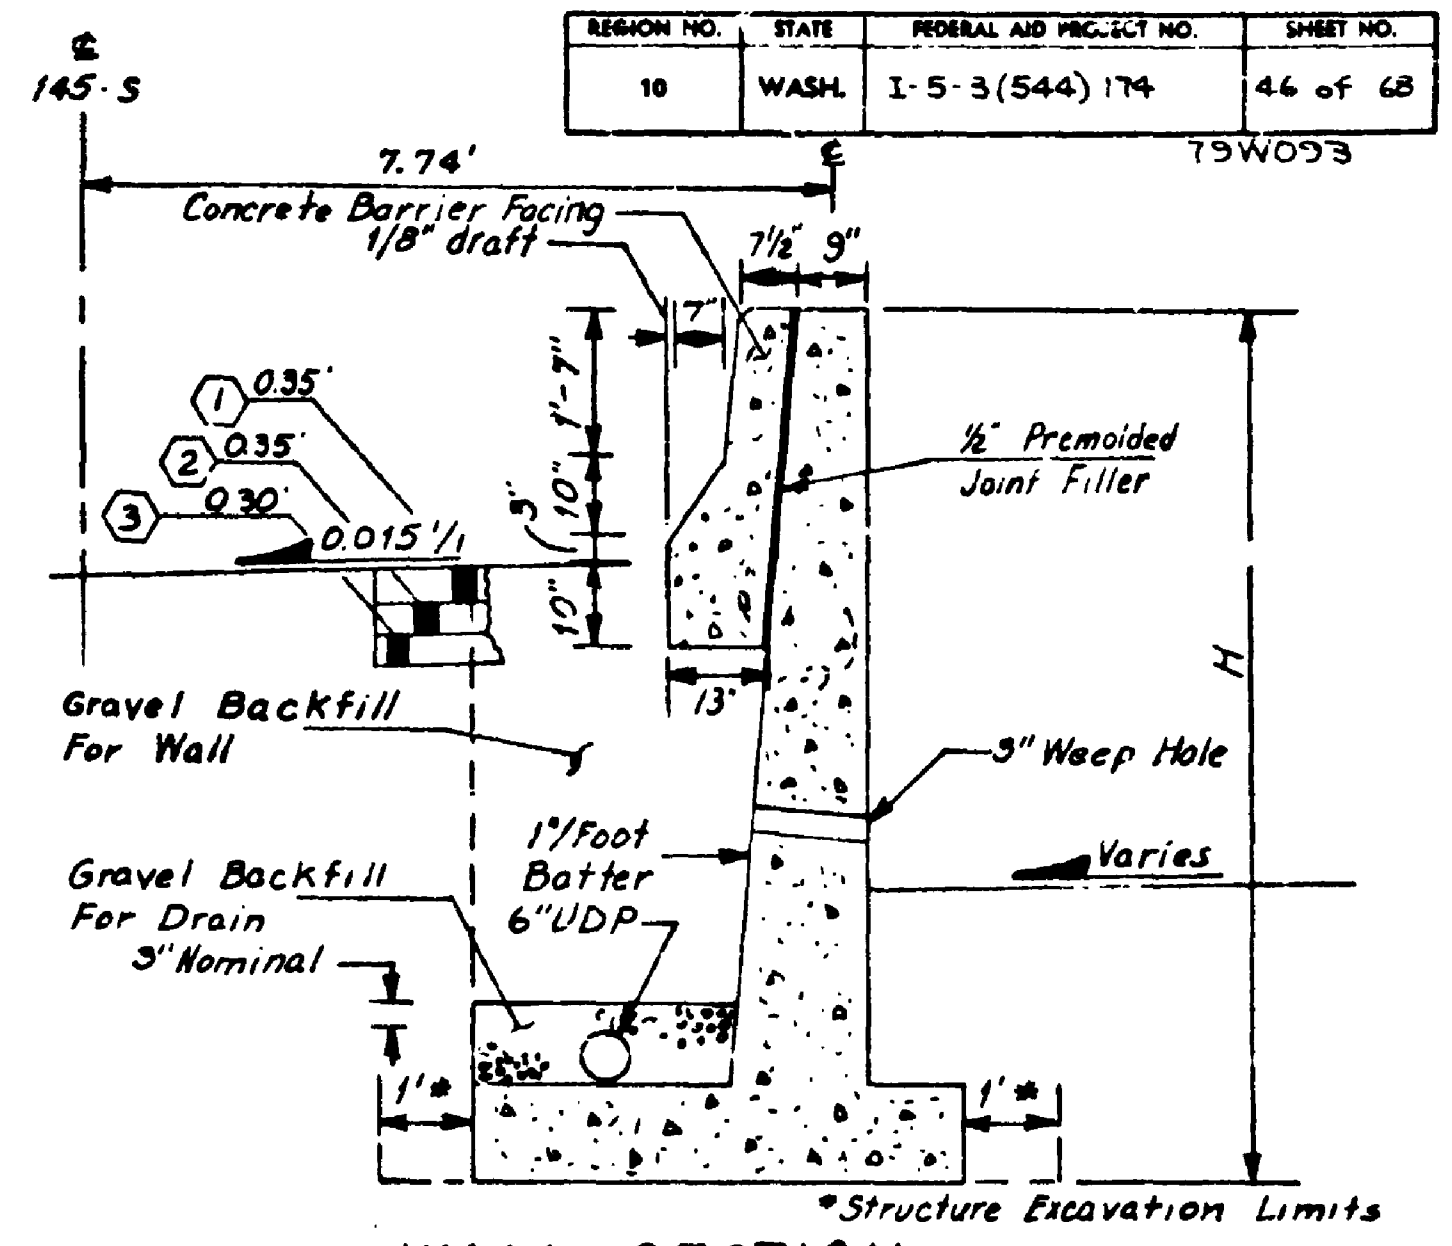 REGION NO. STATE FEDERAL AID PROJECT NO. SHEET NO.
10 WASH. I-5-3(544)174 46 of 68
79W093
℄
145-S
7.74'
℄
Concrete Barrier Facing
1/8" draft
7½" 9"
7"
1'-7"
10"
3"
10"
1 0.35'
2 0.35'
3 0.30'
0.015'/1
½" Premolded
Joint Filler
13"
H
Gravel Backfill
For Wall
3" Weep Hole
1"/Foot
Batter
Varies
Gravel Backfill
For Drain
6" UDP
3" Nominal
1'*
1'*
*Structure Excavation Limits